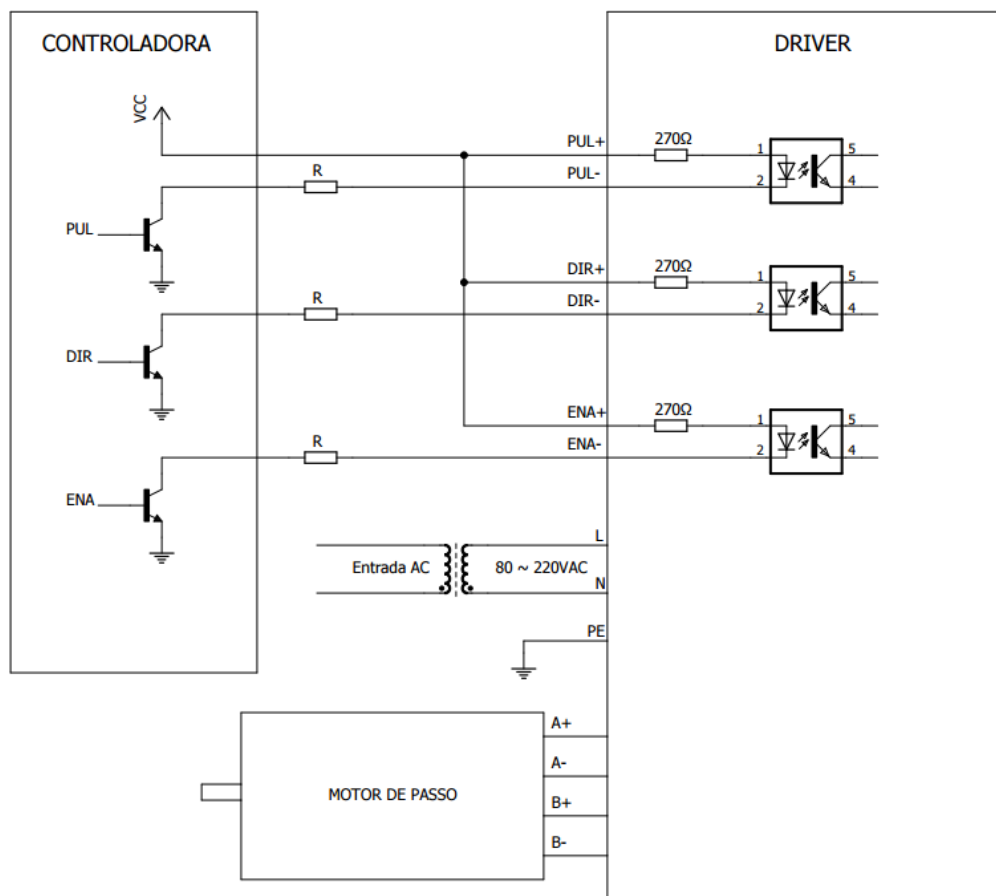 CONTROLADORA
DRIVER
VCC
PUL+
270Ω
1
5
R
PUL-
2
4
PUL
DIR+
270Ω
1
5
R
DIR-
2
4
DIR
ENA+
270Ω
1
5
R
ENA-
2
4
ENA
L
Entrada AC
80 ~ 220VAC
N
PE
A+
A-
MOTOR DE PASSO
B+
B-